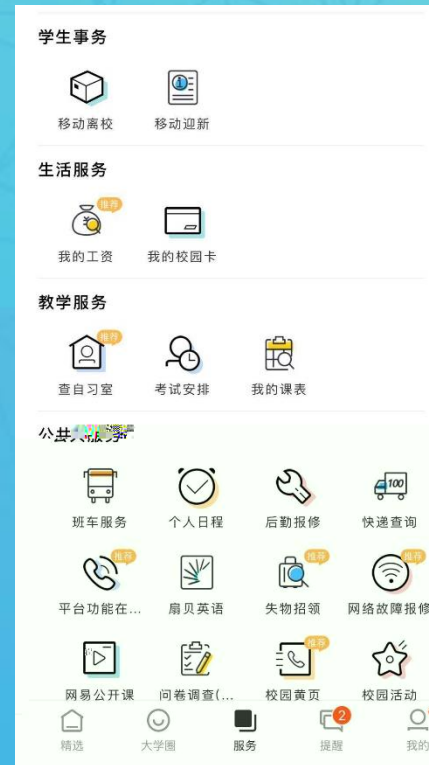 学生事务
移动离校 移动迎新
生活服务
推荐
我的工资 我的校园卡
教学服务
推荐
查自习室 考试安排 我的课表
100
班车服务 个人日程 后勤报修 快递查询
推荐 推荐 推荐
平台功能在... 扇贝英语 失物招领 网络故障报修
推荐
网易公开课 问卷调查(... 校园黄页 校园活动
2
精选 大学圈 服务 提醒 我的